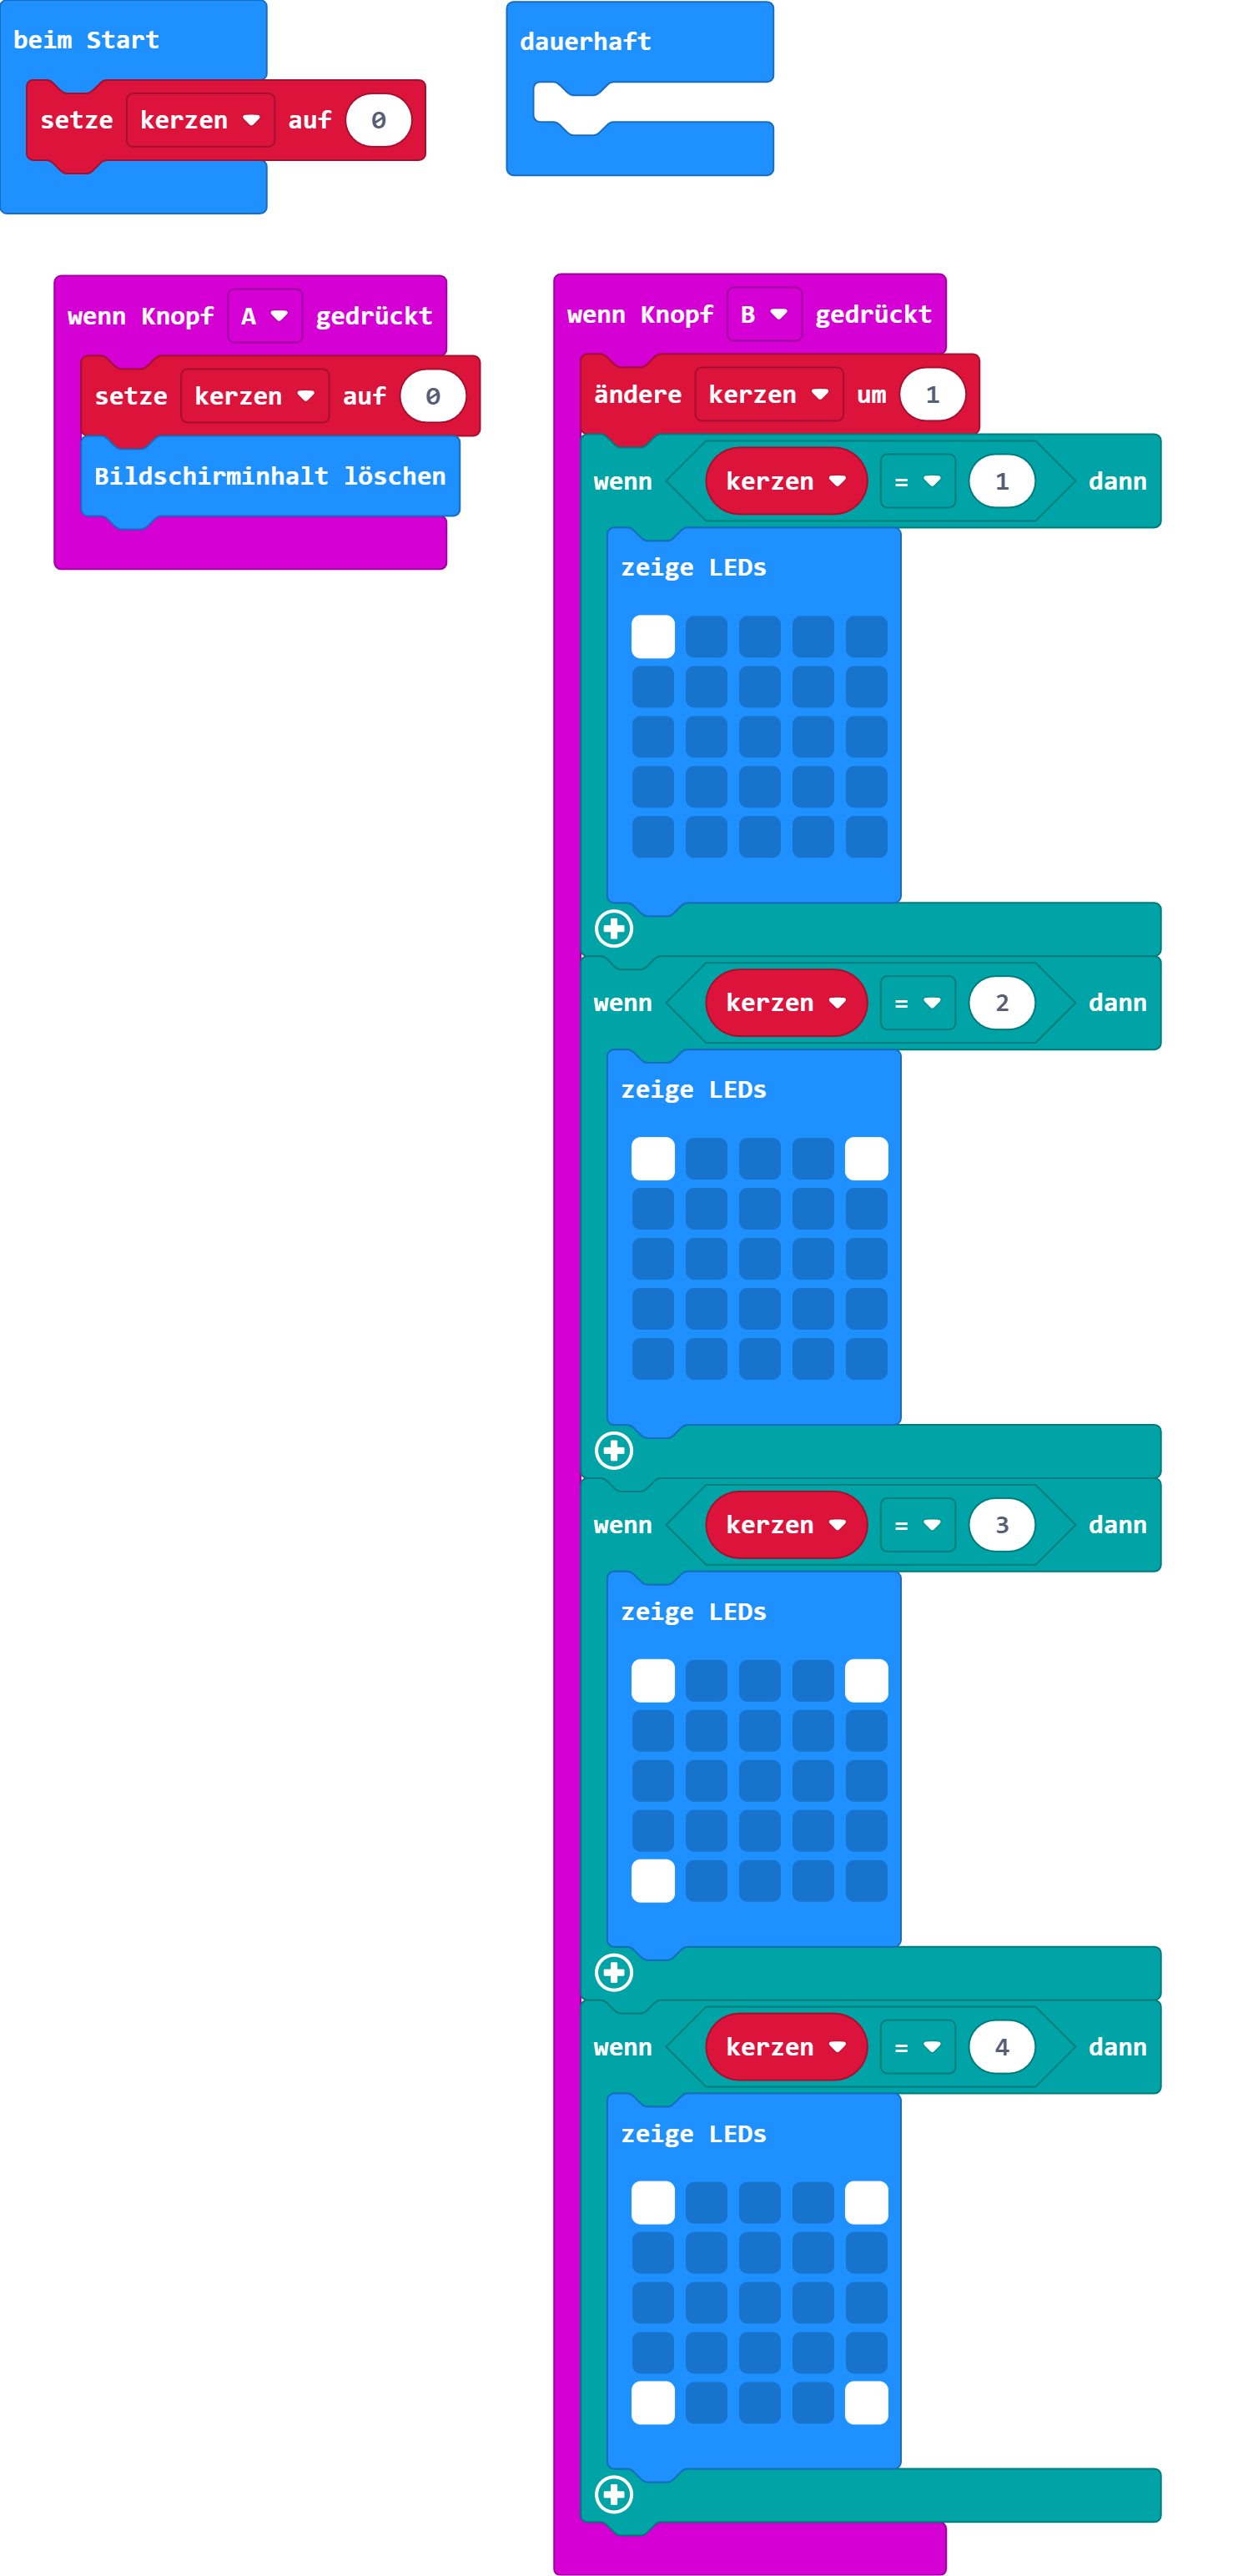 beim Start
setze kerzen auf 0
dauerhaft
wenn Knopf A gedrückt
setze kerzen auf 0
Bildschirminhalt löschen
wenn Knopf B gedrückt
ändere kerzen um 1
wenn kerzen = 1 dann
zeige LEDs
wenn kerzen = 2 dann
zeige LEDs
wenn kerzen = 3 dann
zeige LEDs
wenn kerzen = 4 dann
zeige LEDs